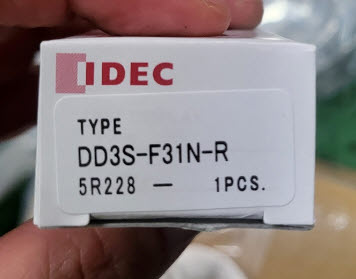 IDEC
TYPE
DD3S-F31N-R
5R228 — 1PCS.